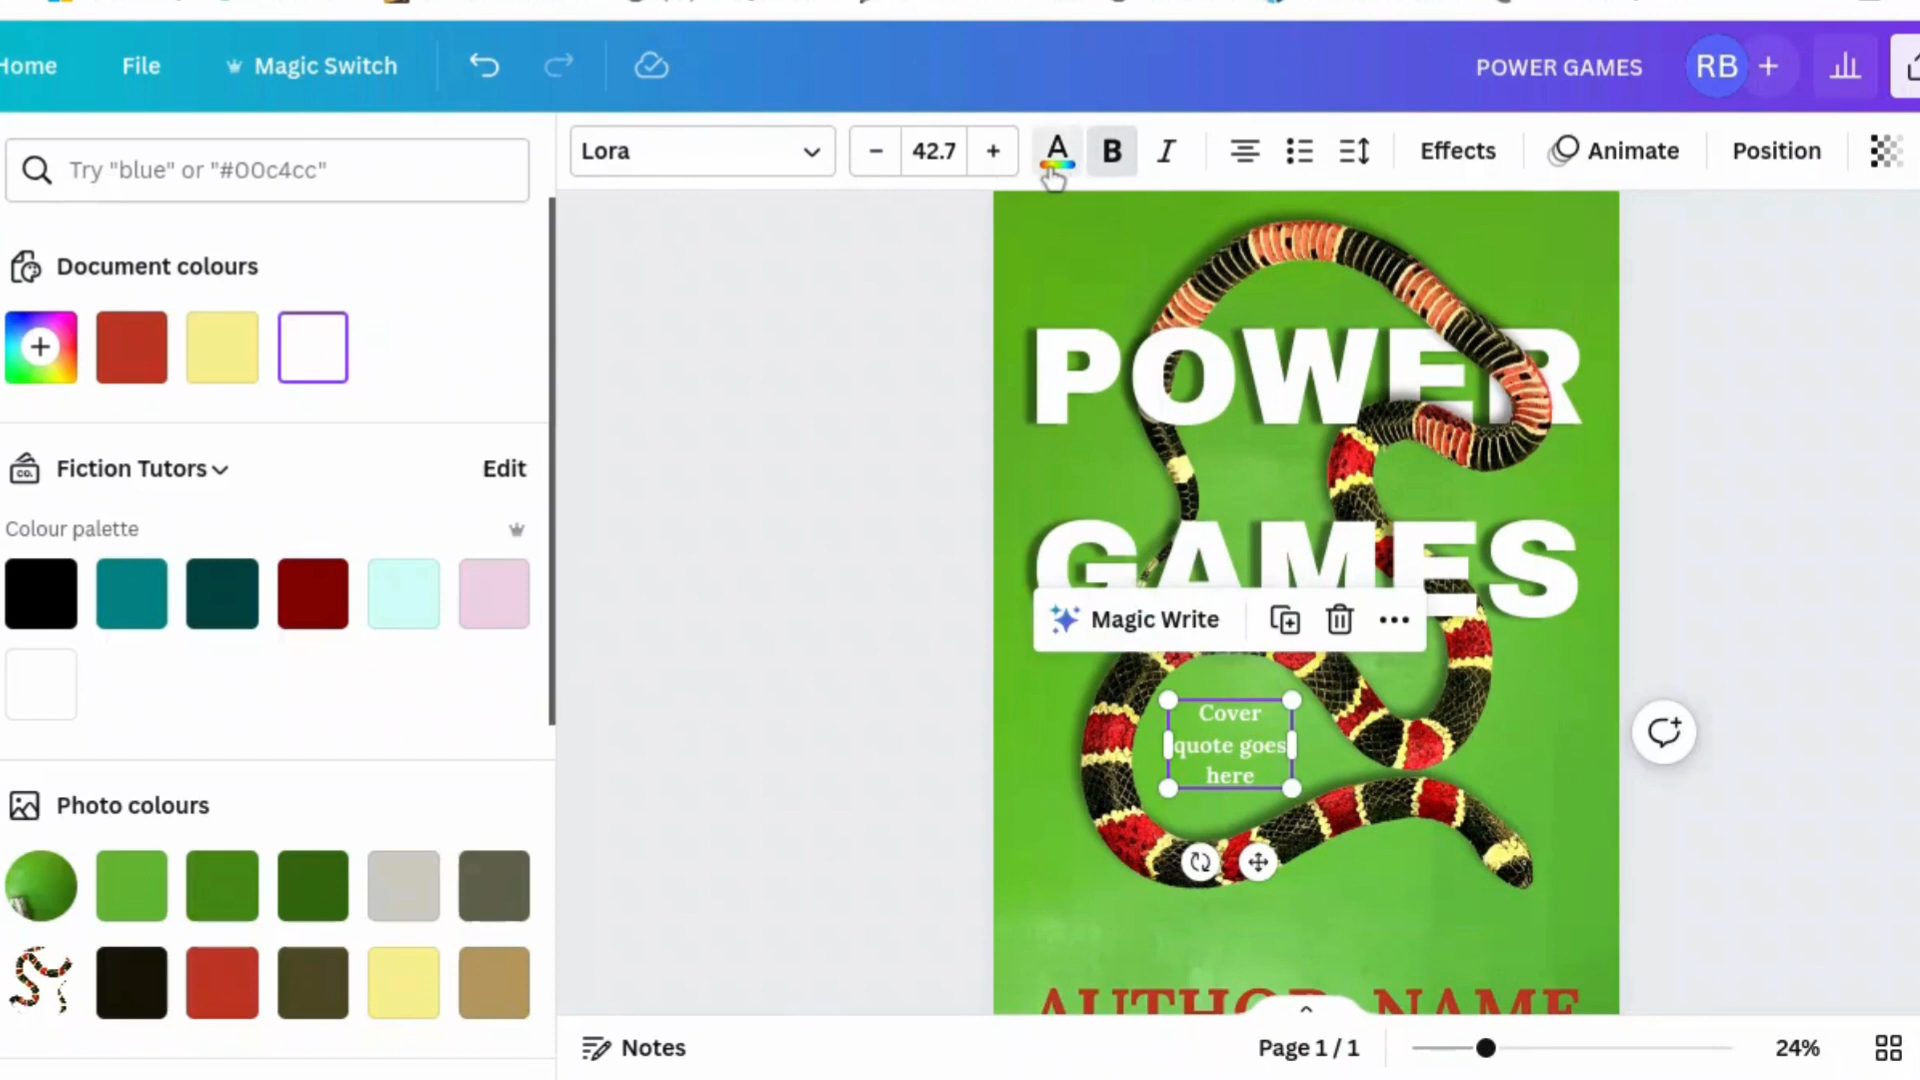 Home File Magic Switch POWER GAMES RB +
Try "blue" or "#00c4cc"
Lora - 42.7 + A B I Effects Animate Position
Document colours
Fiction Tutors Edit
Colour palette
Photo colours
POWER
GAMES
Magic Write
Cover
quote goes
here
AUTHOR NAME
Notes Page 1 / 1 24%